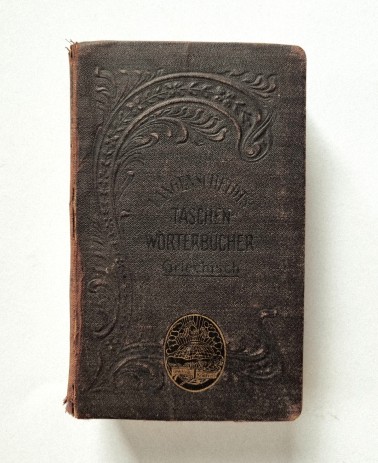 LANGENSCHEIDTS
TASCHEN
WÖRTERBÜCHER
Griechisch